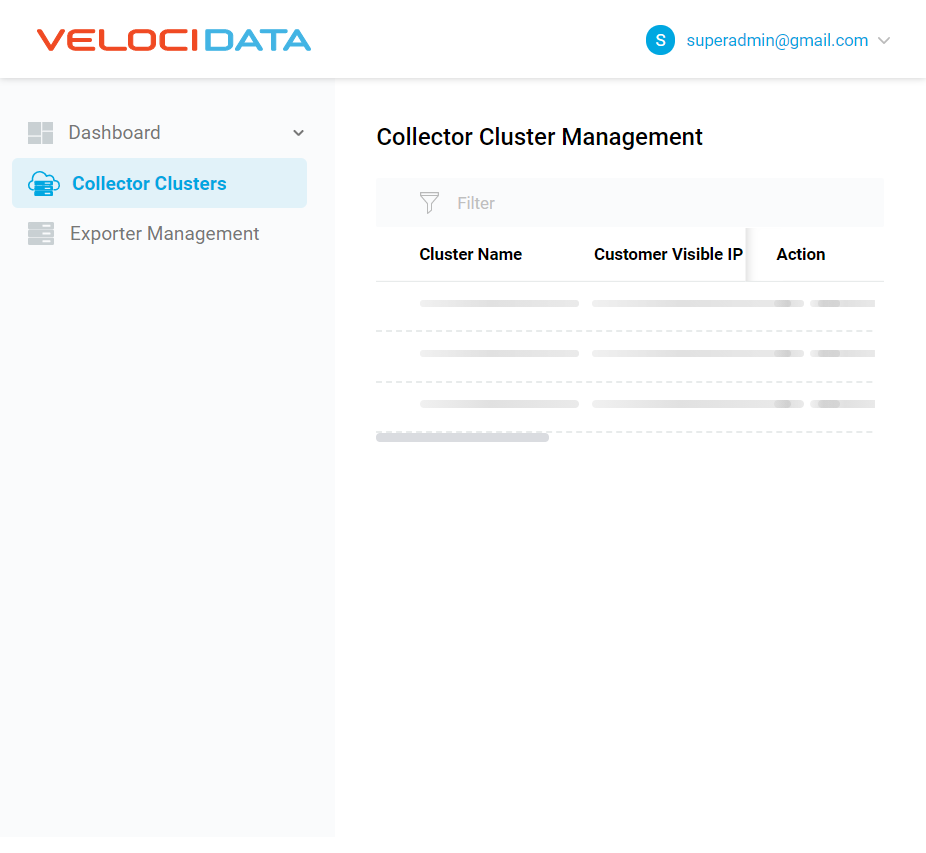 VELOCIDATA
S superadmin@gmail.com
Dashboard
Collector Clusters
Exporter Management
Collector Cluster Management
Filter
Cluster Name Customer Visible IP Action